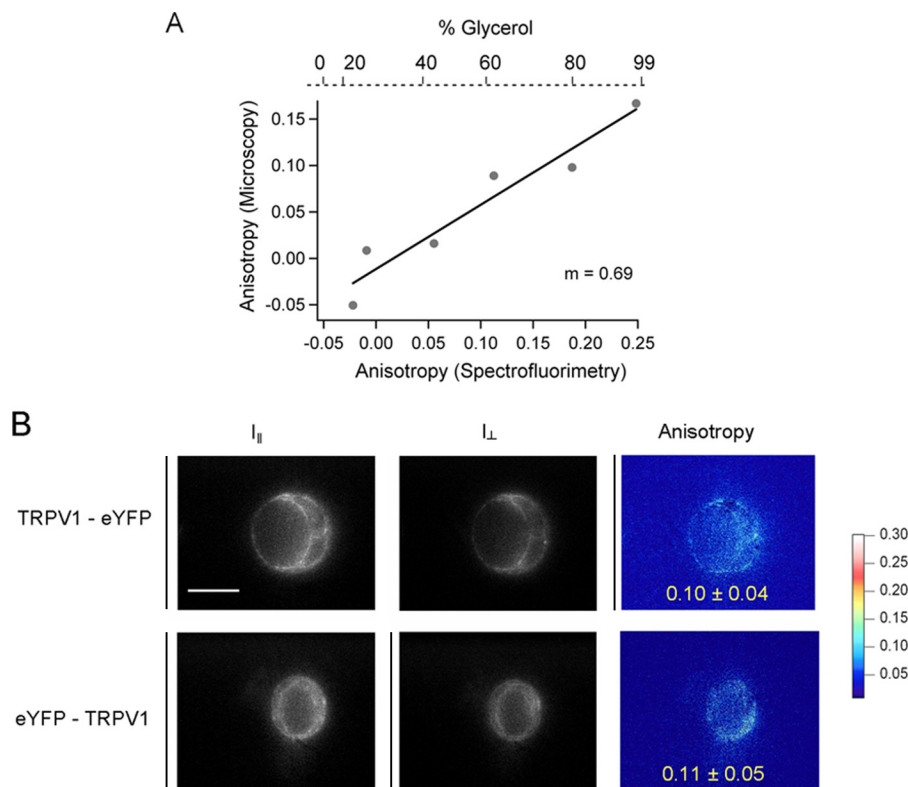 A
% Glycerol
0 20 40 60 80 99
Anisotropy (Microscopy)
0.15
0.10
0.05
0.00
-0.05
m = 0.69
-0.05 0.00 0.05 0.10 0.15 0.20 0.25
Anisotropy (Spectrofluorimetry)
B
I∥ I⊥ Anisotropy
TRPV1 - eYFP
0.10 ± 0.04
eYFP - TRPV1
0.11 ± 0.05
0.30
0.25
0.20
0.15
0.10
0.05